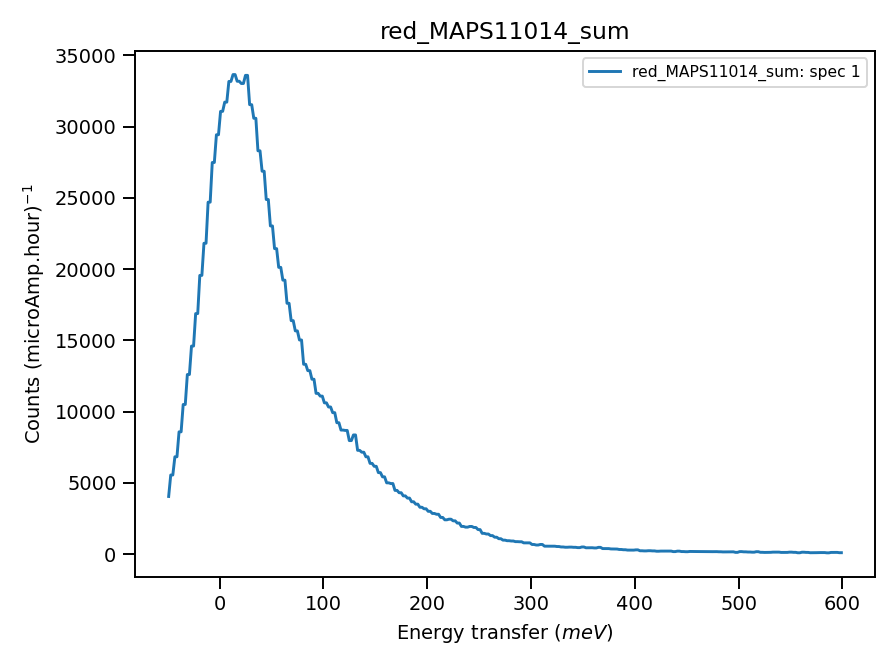 red_MAPS11014_sum
35000
30000
25000
20000
15000
10000
5000
0
Counts (microAmp.hour)⁻¹
red_MAPS11014_sum: spec 1
0 100 200 300 400 500 600
Energy transfer (meV)